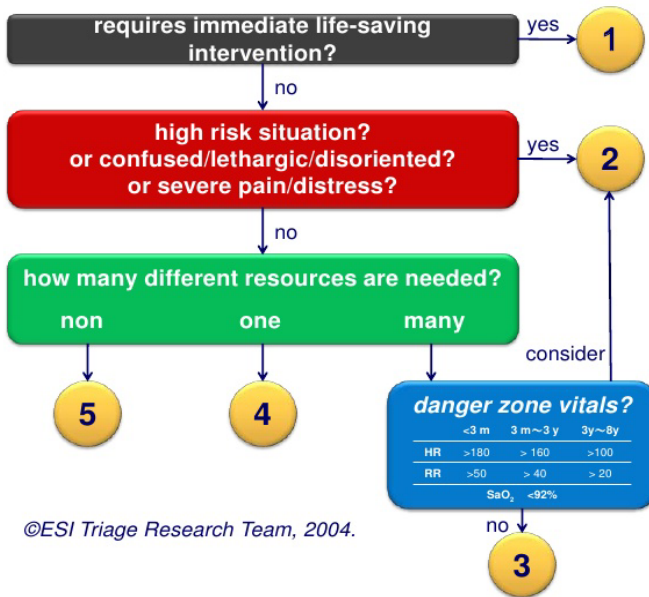 requires immediate life-saving
intervention?
yes
1
no
high risk situation?
or confused/lethargic/disoriented?
or severe pain/distress?
yes
2
no
how many different resources are needed?
non one many
consider
5
4
danger zone vitals?
<3 m 3 m~3 y 3y~8y
HR >180 > 160 >100
RR >50 > 40 > 20
SaO₂ <92%
©ESI Triage Research Team, 2004.
no
3